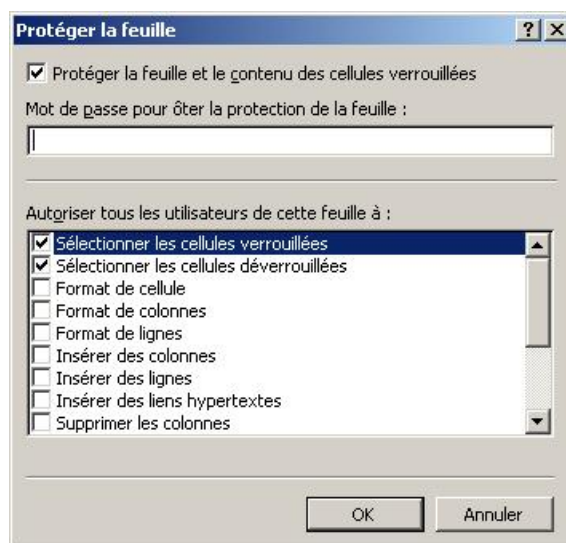 Protéger la feuille
Protéger la feuille et le contenu des cellules verrouillées
Mot de passe pour ôter la protection de la feuille :
Autoriser tous les utilisateurs de cette feuille à :
Sélectionner les cellules verrouillées
Sélectionner les cellules déverrouillées
Format de cellule
Format de colonnes
Format de lignes
Insérer des colonnes
Insérer des lignes
Insérer des liens hypertextes
Supprimer les colonnes
OK Annuler